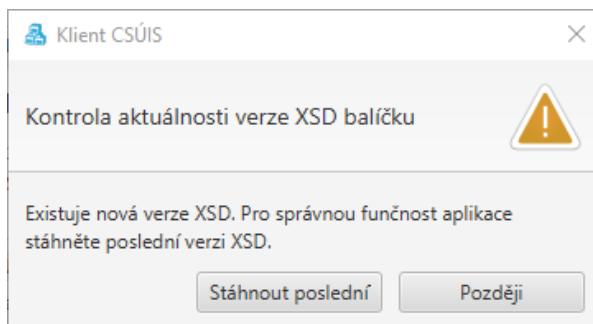 Klient CSÚIS
Kontrola aktuálnosti verze XSD balíčku
Existuje nová verze XSD. Pro správnou funčnost aplikace
stáhněte poslední verzi XSD.
Stáhnout poslední
Později